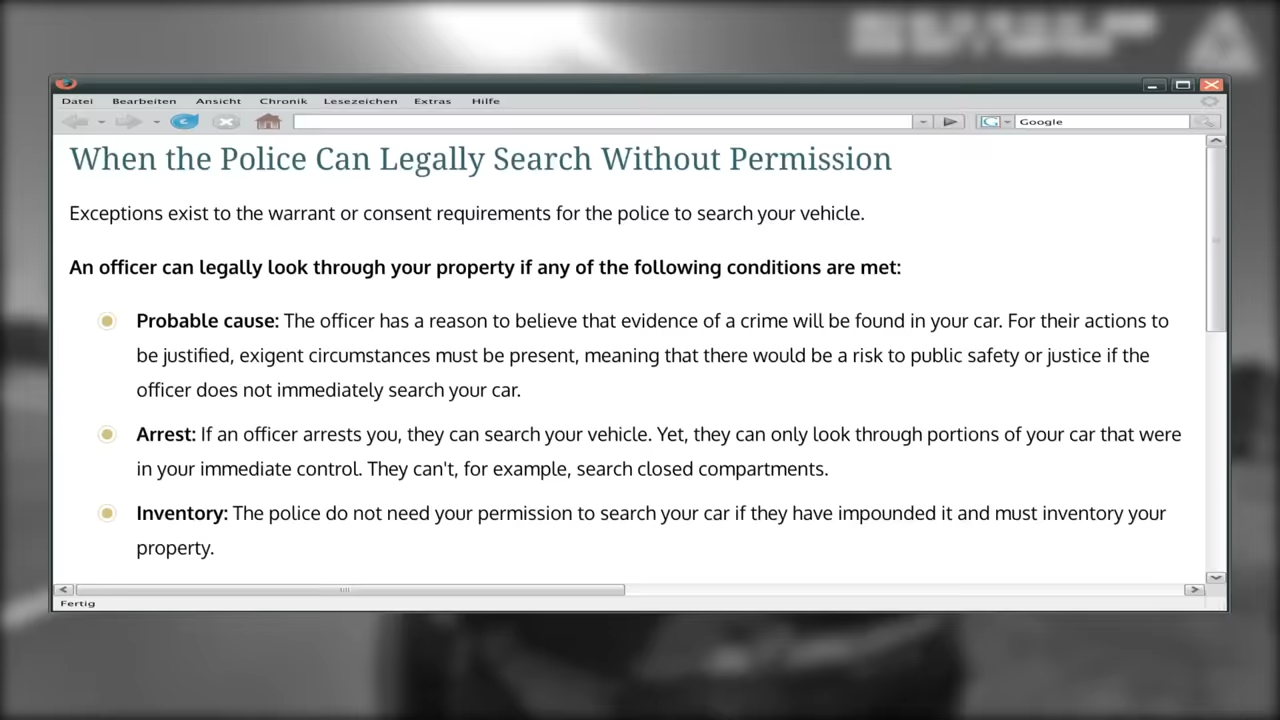 Datei Bearbeiten Ansicht Chronik Lesezeichen Extras Hilfe
G Google
When the Police Can Legally Search Without Permission
Exceptions exist to the warrant or consent requirements for the police to search your vehicle.
An officer can legally look through your property if any of the following conditions are met:
Probable cause: The officer has a reason to believe that evidence of a crime will be found in your car. For their actions to
be justified, exigent circumstances must be present, meaning that there would be a risk to public safety or justice if the
officer does not immediately search your car.
Arrest: If an officer arrests you, they can search your vehicle. Yet, they can only look through portions of your car that were
in your immediate control. They can't, for example, search closed compartments.
Inventory: The police do not need your permission to search your car if they have impounded it and must inventory your
property.
Fertig